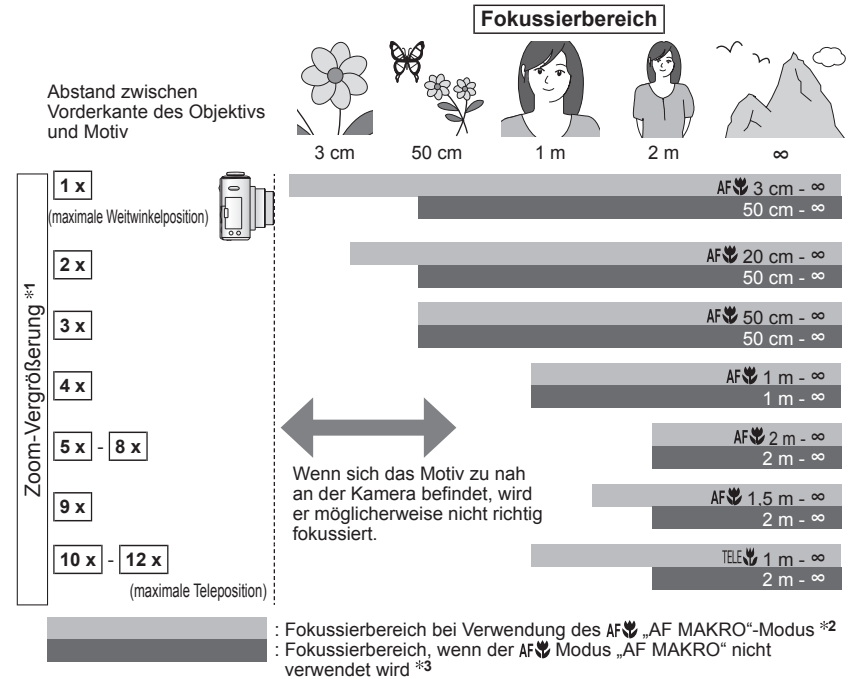 Fokussierbereich
Abstand zwischen
Vorderkante des Objektivs
und Motiv
3 cm 50 cm 1 m 2 m ∞
Zoom-Vergrößerung *1
1 x
(maximale Weitwinkelposition)
AF 3 cm - ∞
50 cm - ∞
2 x
AF 20 cm - ∞
50 cm - ∞
3 x
AF 50 cm - ∞
50 cm - ∞
4 x
AF 1 m - ∞
1 m - ∞
5 x - 8 x
AF 2 m - ∞
2 m - ∞
Wenn sich das Motiv zu nah
an der Kamera befindet, wird
er möglicherweise nicht richtig
fokussiert.
9 x
AF 1,5 m - ∞
2 m - ∞
10 x - 12 x
(maximale Teleposition)
TELE 1 m - ∞
2 m - ∞
: Fokussierbereich bei Verwendung des AF „AF MAKRO“-Modus *2
: Fokussierbereich, wenn der AF Modus „AF MAKRO“ nicht
verwendet wird *3